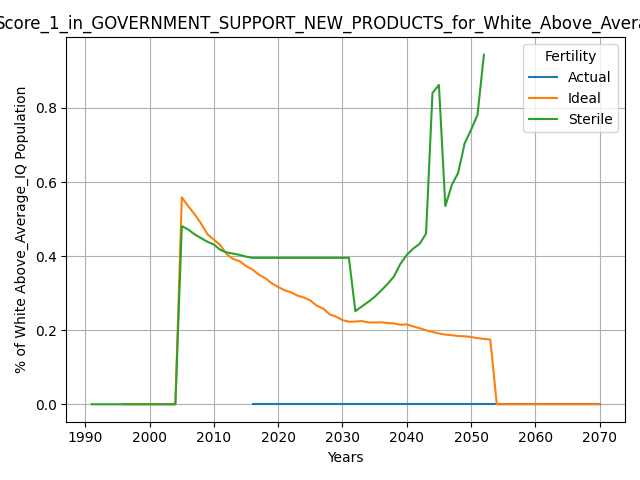 Score_1_in_GOVERNMENT_SUPPORT_NEW_PRODUCTS_for_White_Above_Avera
Fertility
Actual
Ideal
Sterile
% of White Above_Average_IQ Population
0.8
0.6
0.4
0.2
0.0
1990 2000 2010 2020 2030 2040 2050 2060 2070
Years